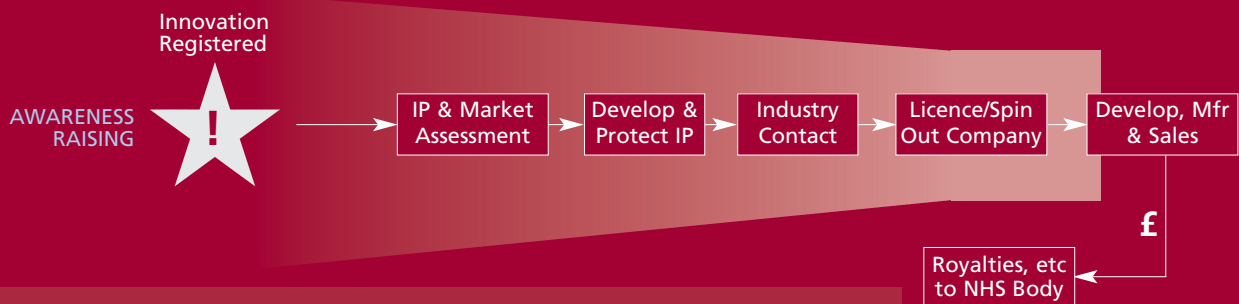 Innovation
Registered
AWARENESS
RAISING
!
IP & Market
Assessment
Develop &
Protect IP
Industry
Contact
Licence/Spin
Out Company
Develop, Mfr
& Sales
£
Royalties, etc
to NHS Body